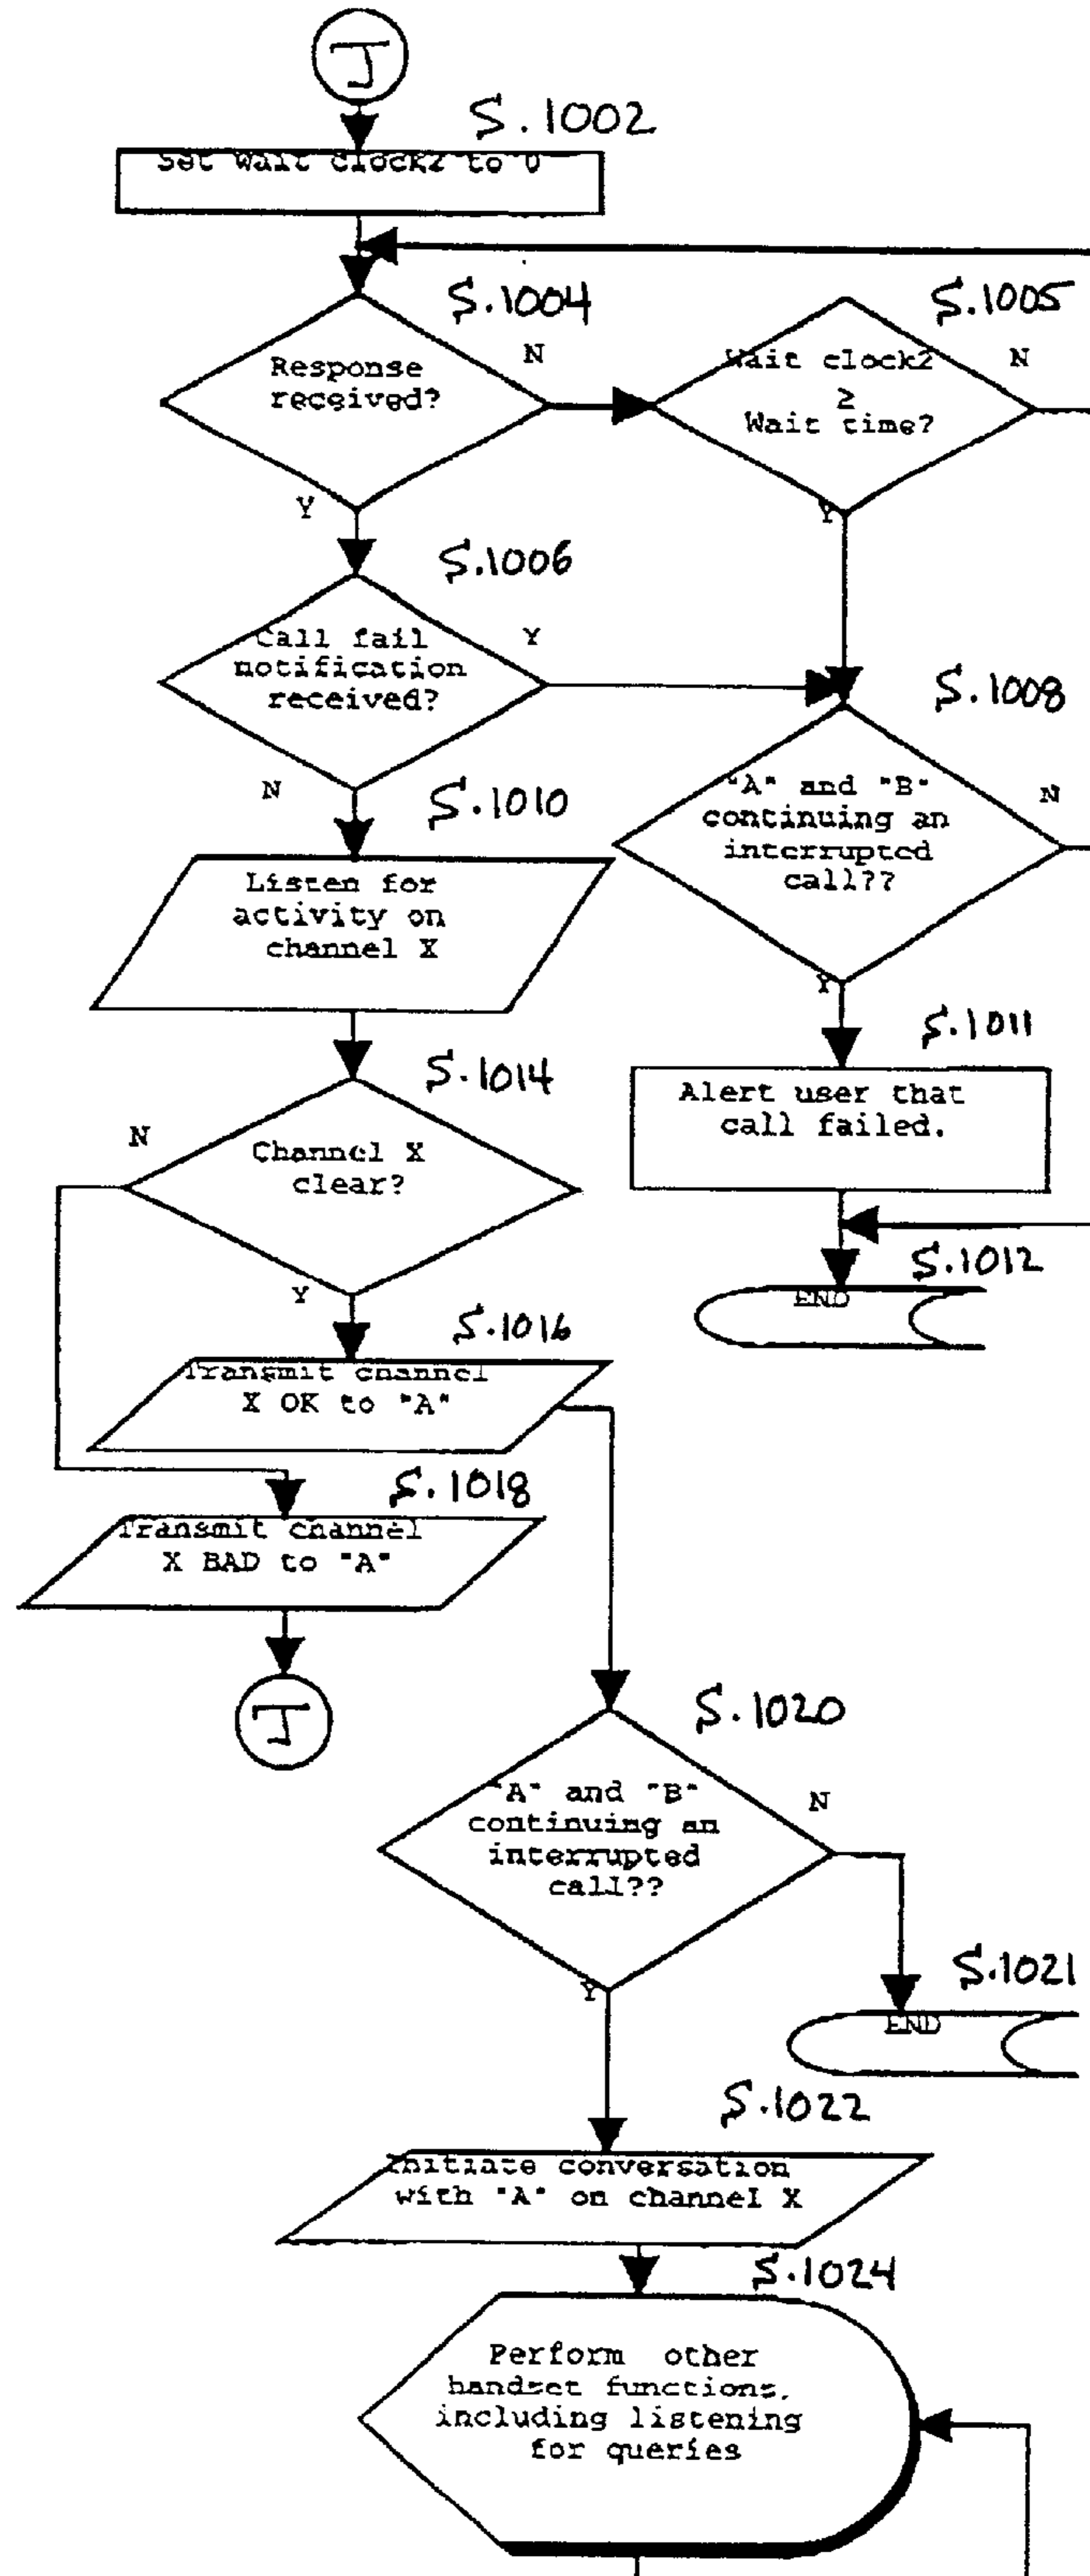 J
S.1002
Set Wait clock2 to 0
S.1004
S.1005
Response
received?
N
Wait clock2
≥
Wait time?
N
Y
Y
S.1006
Call fail
notification
received?
Y
S.1008
N
"A" and "B"
continuing an
interrupted
call??
N
S.1010
Listen for
activity on
channel X
Y
S.1011
Alert user that
call failed.
S.1014
N
Channel X
clear?
S.1012
END
Y
S.1016
Transmit channel
X OK to "A"
S.1018
Transmit channel
X BAD to "A"
J
S.1020
"A" and "B"
continuing an
interrupted
call??
N
S.1021
END
Y
S.1022
Initiate conversation
with "A" on channel X
S.1024
Perform other
handset functions,
including listening
for queries